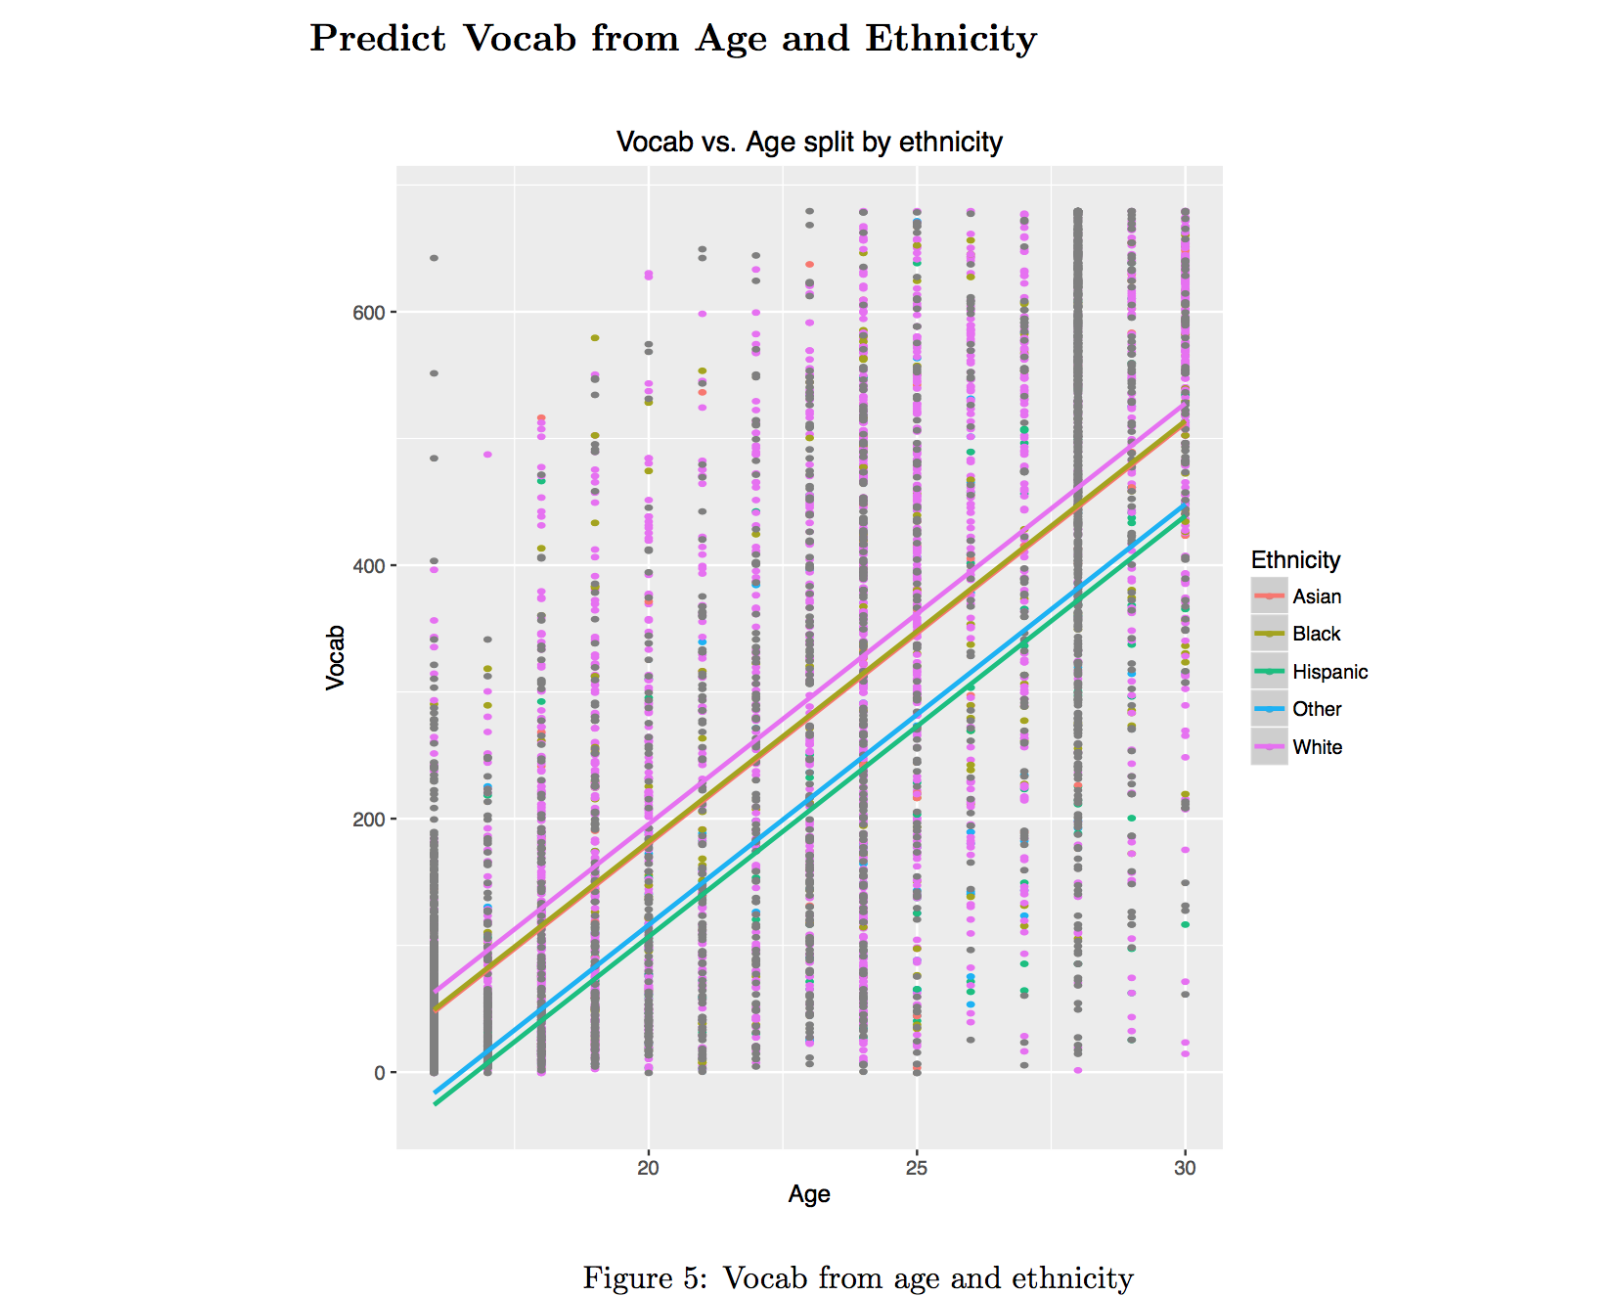 Predict Vocab from Age and Ethnicity
Vocab vs. Age split by ethnicity
600
400
200
0
Vocab
20
25
30
Age
Ethnicity
Asian
Black
Hispanic
Other
White
Figure 5: Vocab from age and ethnicity